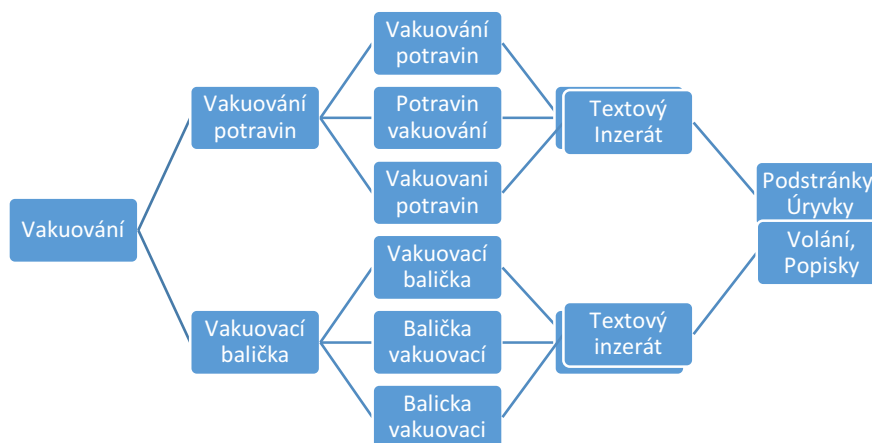 Vakuování
Vakuování
potravin
Vakuovací
balička
Vakuování
potravin
Potravin
vakuování
Vakuovani
potravin
Vakuovací
balička
Balička
vakuovací
Balicka
vakuovaci
Textový
Inzerát
Textový
inzerát
Podstránky
Úryvky
Volání,
Popisky